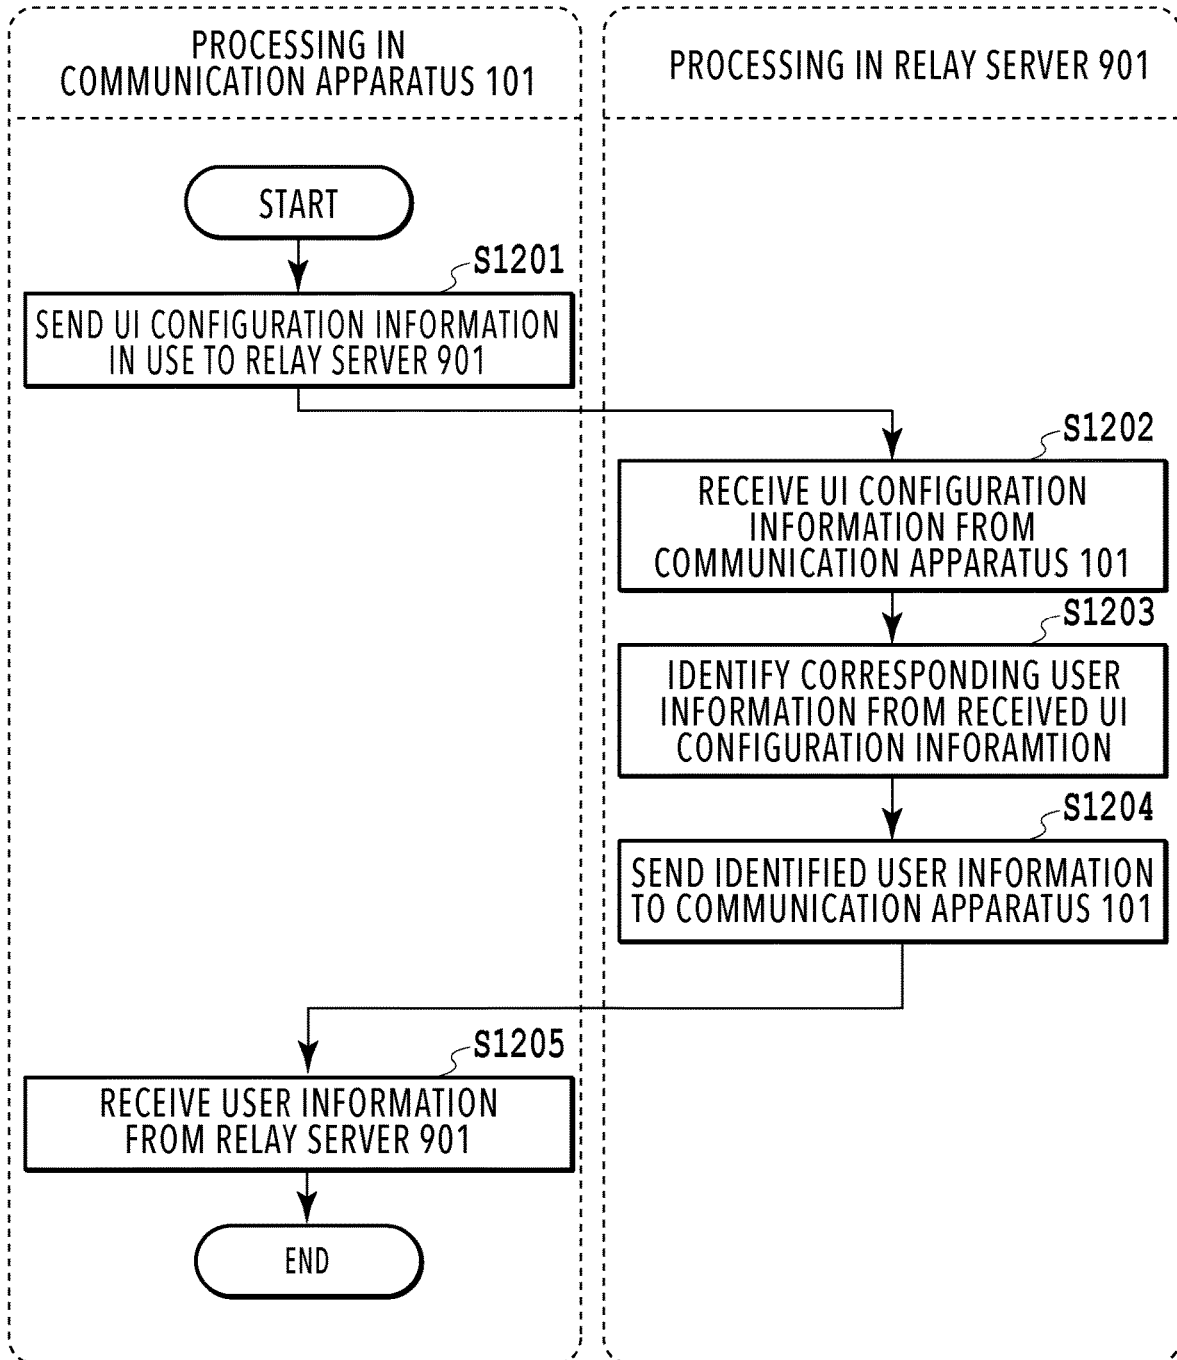 PROCESSING IN
COMMUNICATION APPARATUS 101
PROCESSING IN RELAY SERVER 901
START
S1201
SEND UI CONFIGURATION INFORMATION
IN USE TO RELAY SERVER 901
S1202
RECEIVE UI CONFIGURATION
INFORMATION FROM
COMMUNICATION APPARATUS 101
S1203
IDENTIFY CORRESPONDING USER
INFORMATION FROM RECEIVED UI
CONFIGURATION INFORAMTION
S1204
SEND IDENTIFIED USER INFORMATION
TO COMMUNICATION APPARATUS 101
S1205
RECEIVE USER INFORMATION
FROM RELAY SERVER 901
END